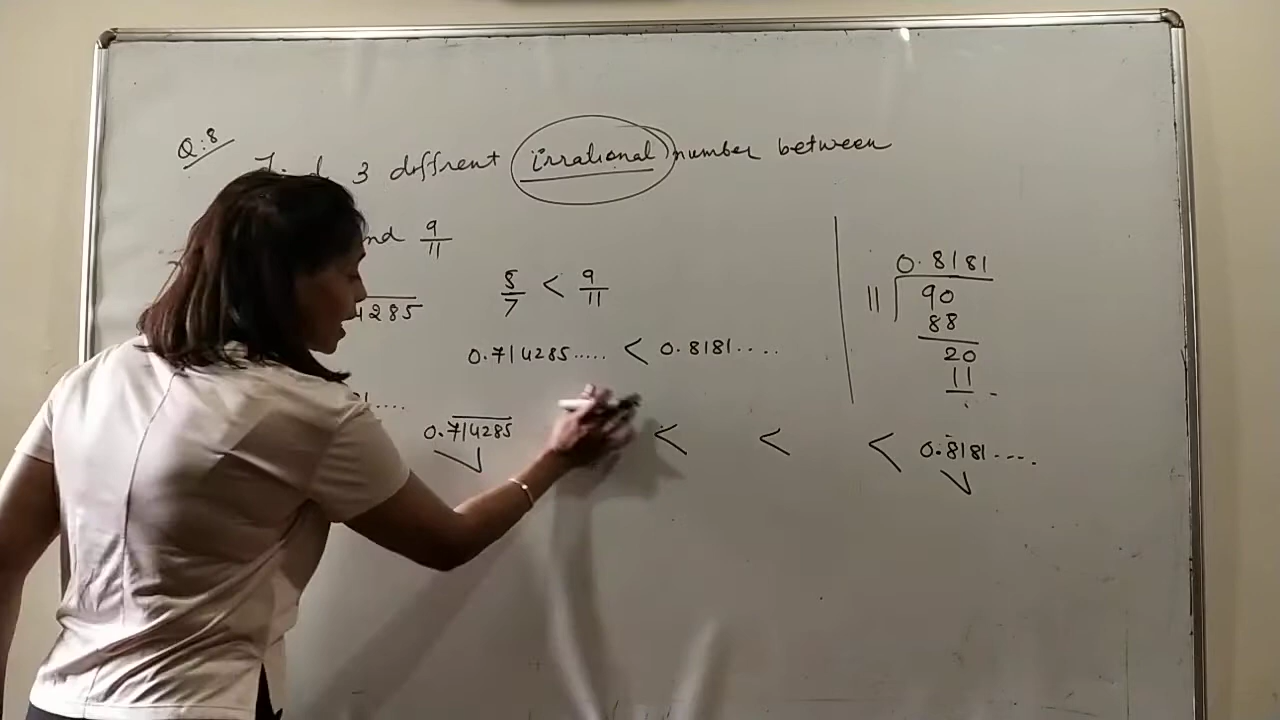 Q:8
3 diffrent irrational number between
9/11
5/7 < 9/11
4285
0.714285..... < 0.8181....
....
0.714285 < < < 0.8181....
0.8181
11 90
88
20
11